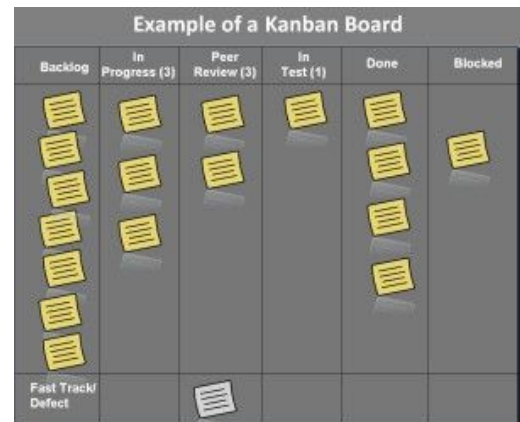 Example of a Kanban Board
Backlog
In
Progress (3)
Peer
Review (3)
In
Test (1)
Done
Blocked
Fast Track/
Defect